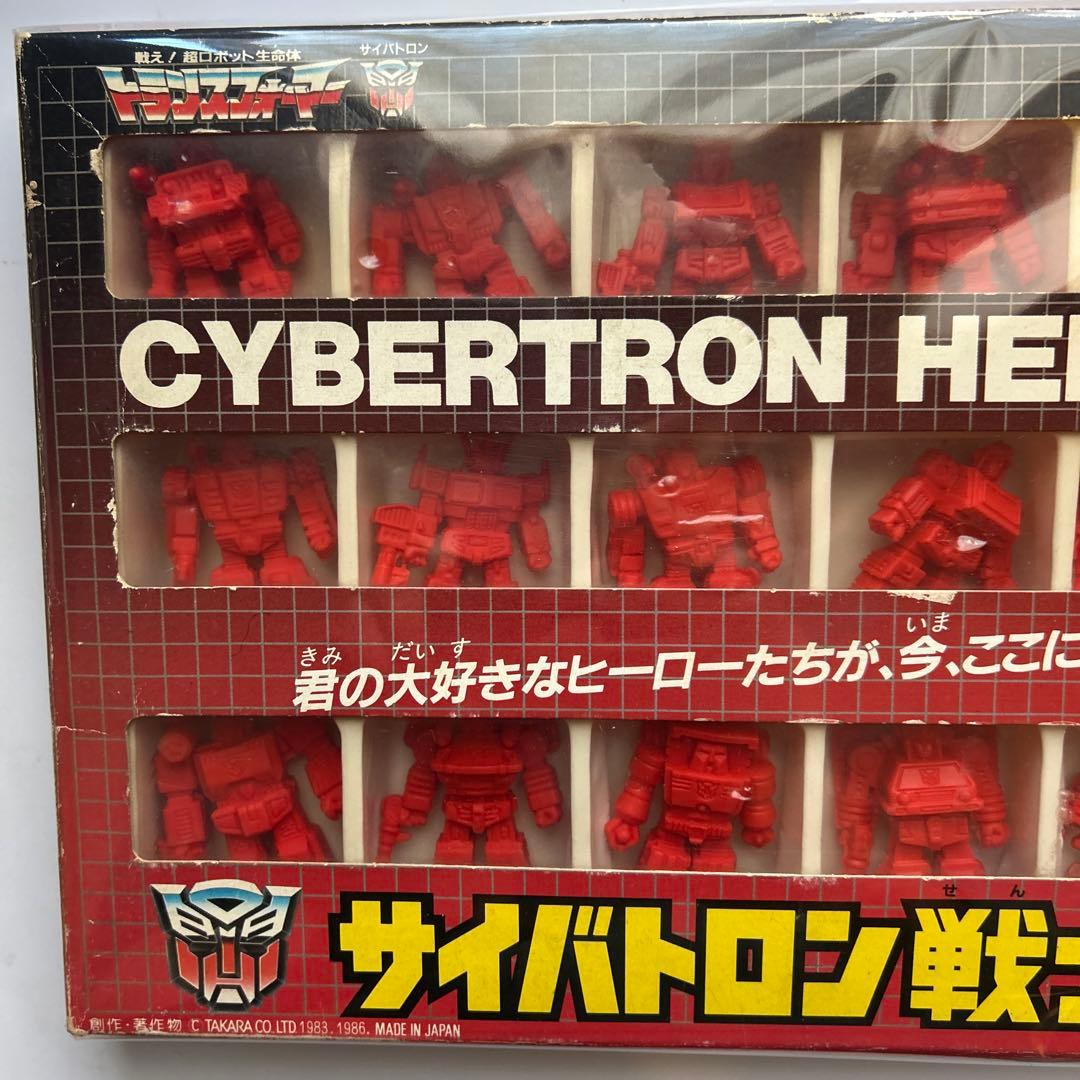 戦え!超ロボット生命体
トランスフォーマー
サイバトロン
CYBERTRON HE
きみ だいす いま
君の大好きなヒーローたちが、今、ここに
せん
サイバトロン戦
創作・著作物 © TAKARA CO.LTD 1983, 1986. MADE IN JAPAN